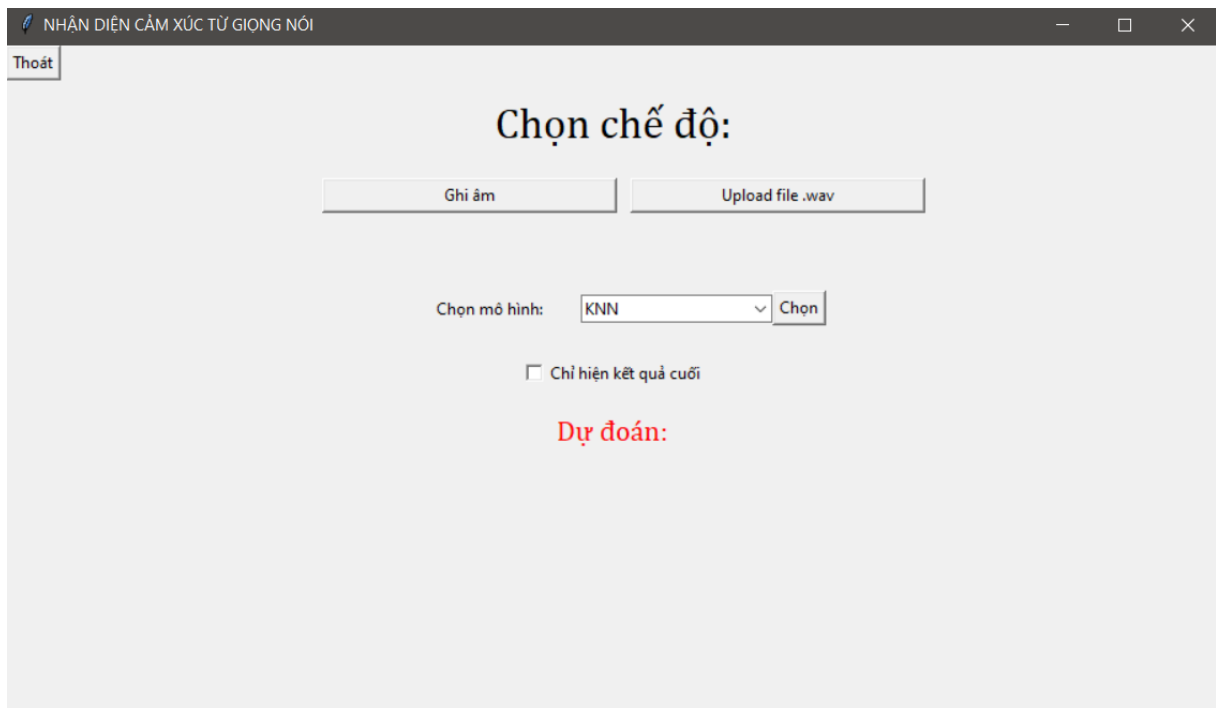 NHẬN DIỆN CẢM XÚC TỪ GIỌNG NÓI
Thoát
Chọn chế độ:
Ghi âm Upload file .wav
Chọn mô hình: KNN Chọn
Chỉ hiện kết quả cuối
Dự đoán: